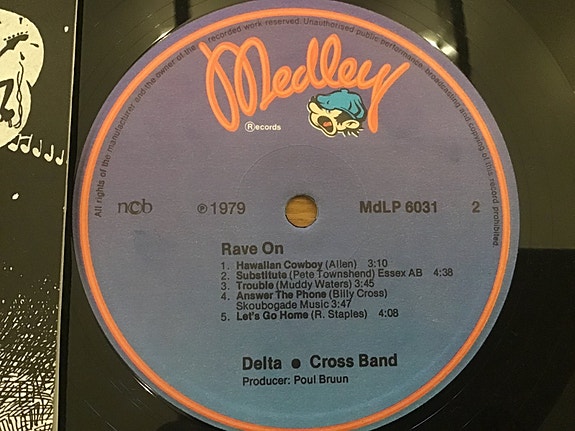 All rights of the manufacturer and the owner of the recorded work reserved. Unauthorised public performance, broadcasting and copying of this record prohibited.
Medley
Ⓡecords
ncb
℗ 1979
MdLP 6031
2
Rave On
1. Hawaiian Cowboy (Allen) 3:10
2. Substitute (Pete Townshend) Essex AB 4:38
3. Trouble (Muddy Waters) 3:45
4. Answer The Phone (Billy Cross)
Skoubogade Music 3:47
5. Let's Go Home (R. Staples) 4:08
Delta ● Cross Band
Producer: Poul Bruun